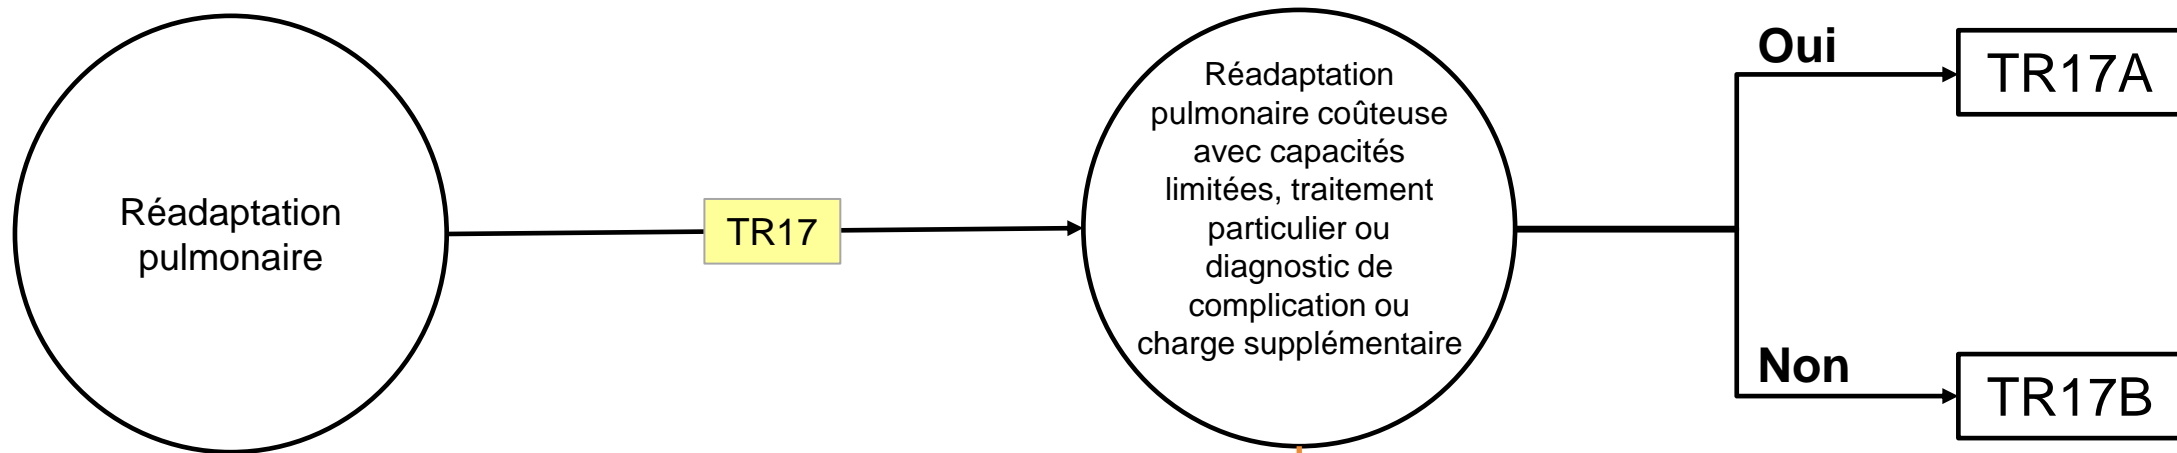 Réadaptation
pulmonaire
TR17
Réadaptation
pulmonaire coûteuse
avec capacités
limitées, traitement
particulier ou
diagnostic de
complication ou
charge supplémentaire
Oui
TR17A
Non
TR17B